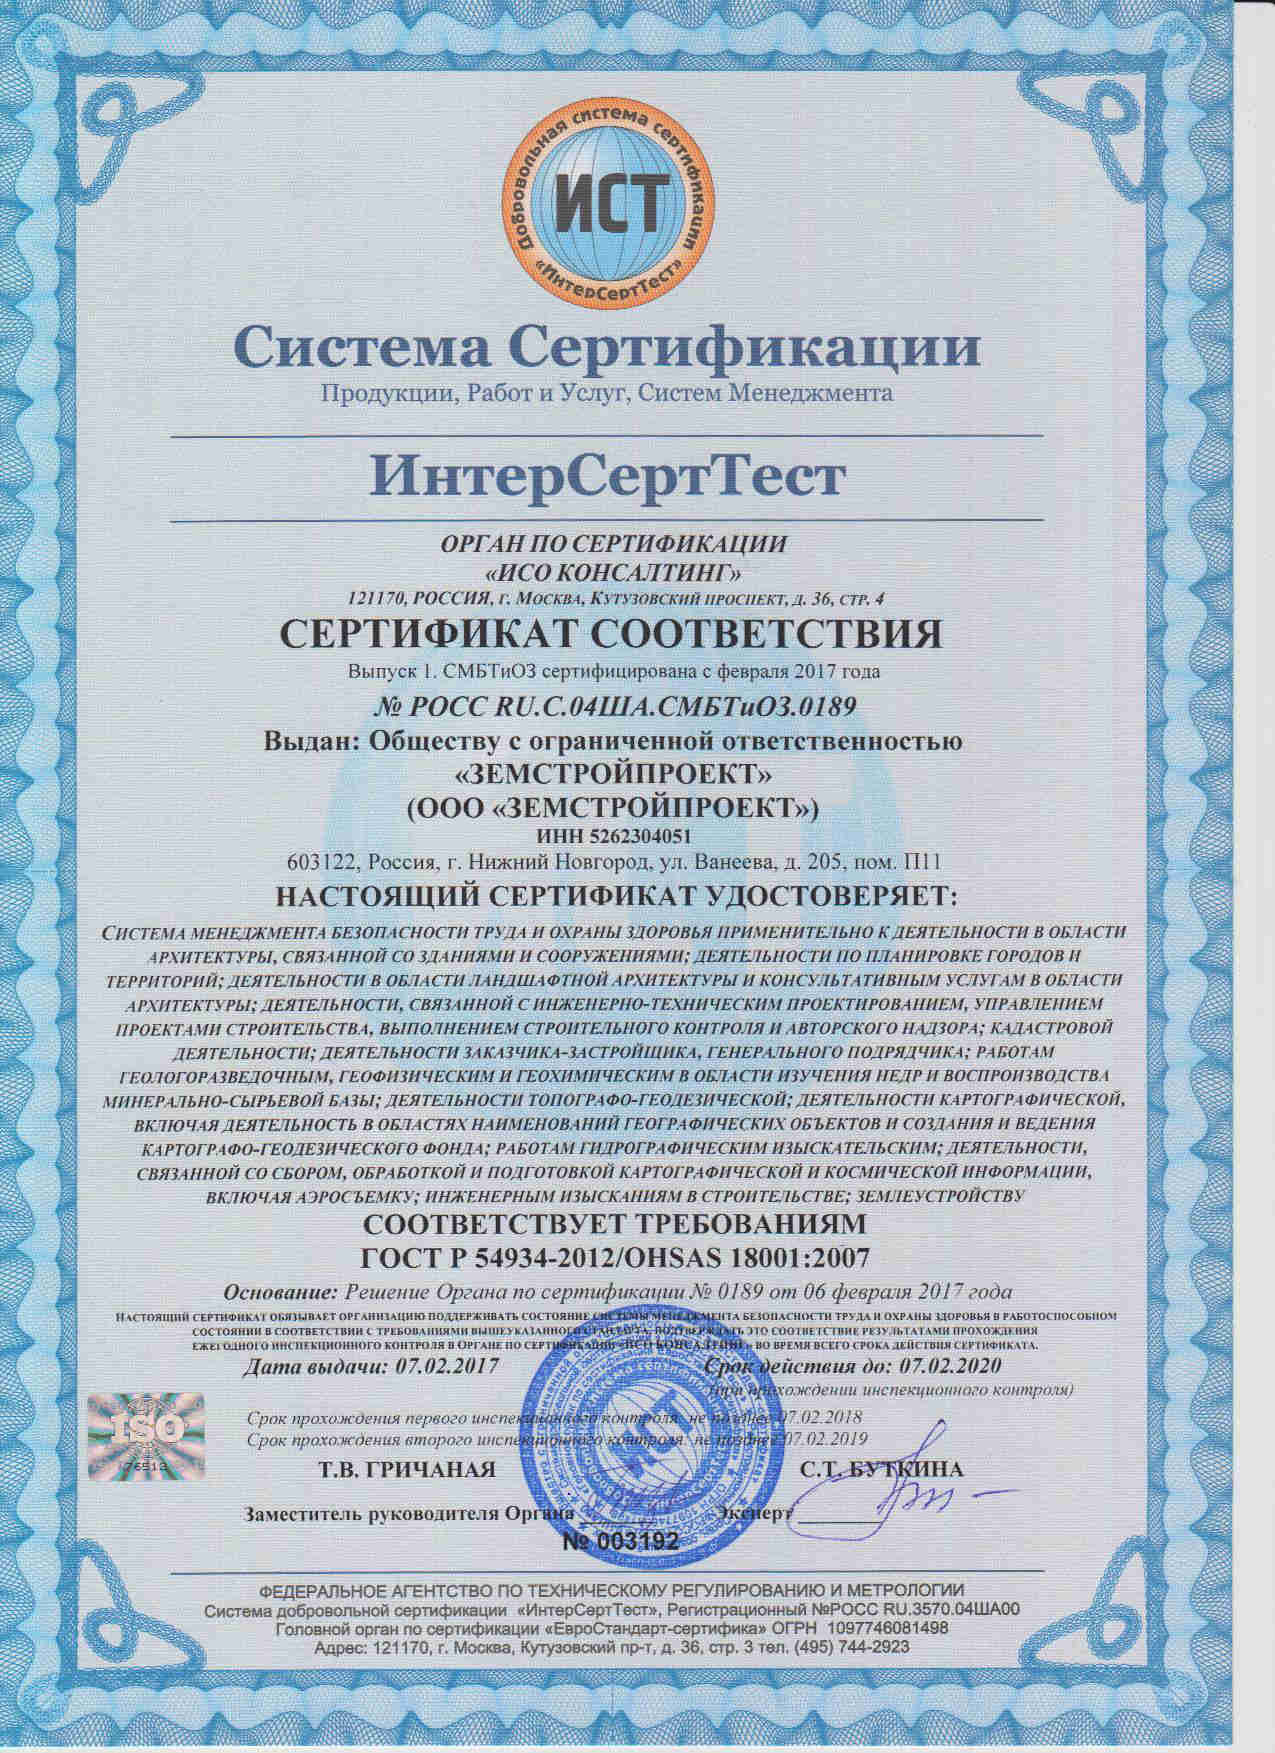 Добровольная система сертификации
ИСТ
«ИнтерСертТест»
Система Сертификации
Продукции, Работ и Услуг, Систем Менеджмента
ИнтерСертТест
ОРГАН ПО СЕРТИФИКАЦИИ
«ИСО КОНСАЛТИНГ»
121170, РОССИЯ, г. Москва, Кутузовский проспект, д. 36, стр. 4
СЕРТИФИКАТ СООТВЕТСТВИЯ
Выпуск 1. СМБТиОЗ сертифицирована с февраля 2017 года
№ РОСС RU.C.04ША.СМБТиОЗ.0189
Выдан: Обществу с ограниченной ответственностью
«ЗЕМСТРОЙПРОЕКТ»
(ООО «ЗЕМСТРОЙПРОЕКТ»)
ИНН 5262304051
603122, Россия, г. Нижний Новгород, ул. Ванеева, д. 205, пом. П11
НАСТОЯЩИЙ СЕРТИФИКАТ УДОСТОВЕРЯЕТ:
Система менеджмента безопасности труда и охраны здоровья применительно к деятельности в области
архитектуры, связанной со зданиями и сооружениями; деятельности по планировке городов и
территорий; деятельности в области ландшафтной архитектуры и консультативным услугам в области
архитектуры; деятельности, связанной с инженерно-техническим проектированием, управлением
проектами строительства, выполнением строительного контроля и авторского надзора; кадастровой
деятельности; деятельности заказчика-застройщика, генерального подрядчика; работам
геологоразведочным, геофизическим и геохимическим в области изучения недр и воспроизводства
минерально-сырьевой базы; деятельности топографо-геодезической; деятельности картографической,
включая деятельность в областях наименований географических объектов и создания и ведения
картографо-геодезического фонда; работам гидрографическим изыскательским; деятельности,
связанной со сбором, обработкой и подготовкой картографической и космической информации,
включая аэросъемку; инженерным изысканиям в строительстве; землеустройству
СООТВЕТСТВУЕТ ТРЕБОВАНИЯМ
ГОСТ Р 54934-2012/OHSAS 18001:2007
Основание: Решение Органа по сертификации № 0189 от 06 февраля 2017 года
Настоящий сертификат обязывает организацию поддерживать состояние системы менеджмента безопасности труда и охраны здоровья в работоспособном
состоянии в соответствии с требованиями вышеуказанного стандарта, подтверждать это соответствие результатами прохождения
ежегодного инспекционного контроля в Органе по сертификации «ИСО КОНСАЛТИНГ» во время всего срока действия сертификата.
Дата выдачи: 07.02.2017 Срок действия до: 07.02.2020
(при прохождении инспекционного контроля)
Срок прохождения первого инспекционного контроля: не позднее 07.02.2018
Срок прохождения второго инспекционного контроля: не позднее 07.02.2019
ISO
76512
ИСТ
Т.В. ГРИЧАНАЯ С.Т. БУТКИНА
Заместитель руководителя Органа Эксперт
№ 003192
ФЕДЕРАЛЬНОЕ АГЕНТСТВО ПО ТЕХНИЧЕСКОМУ РЕГУЛИРОВАНИЮ И МЕТРОЛОГИИ
Система добровольной сертификации «ИнтерСертТест», Регистрационный №РОСС RU.3570.04ША00
Головной орган по сертификации «ЕвроСтандарт-сертифика» ОГРН 1097746081498
Адрес: 121170, г. Москва, Кутузовский пр-т, д. 36, стр. 3 тел. (495) 744-2923